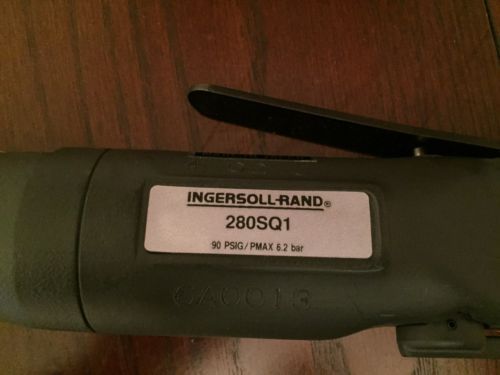 INGERSOLL-RAND®
280SQ1
90 PSIG/PMAX 6.2 bar